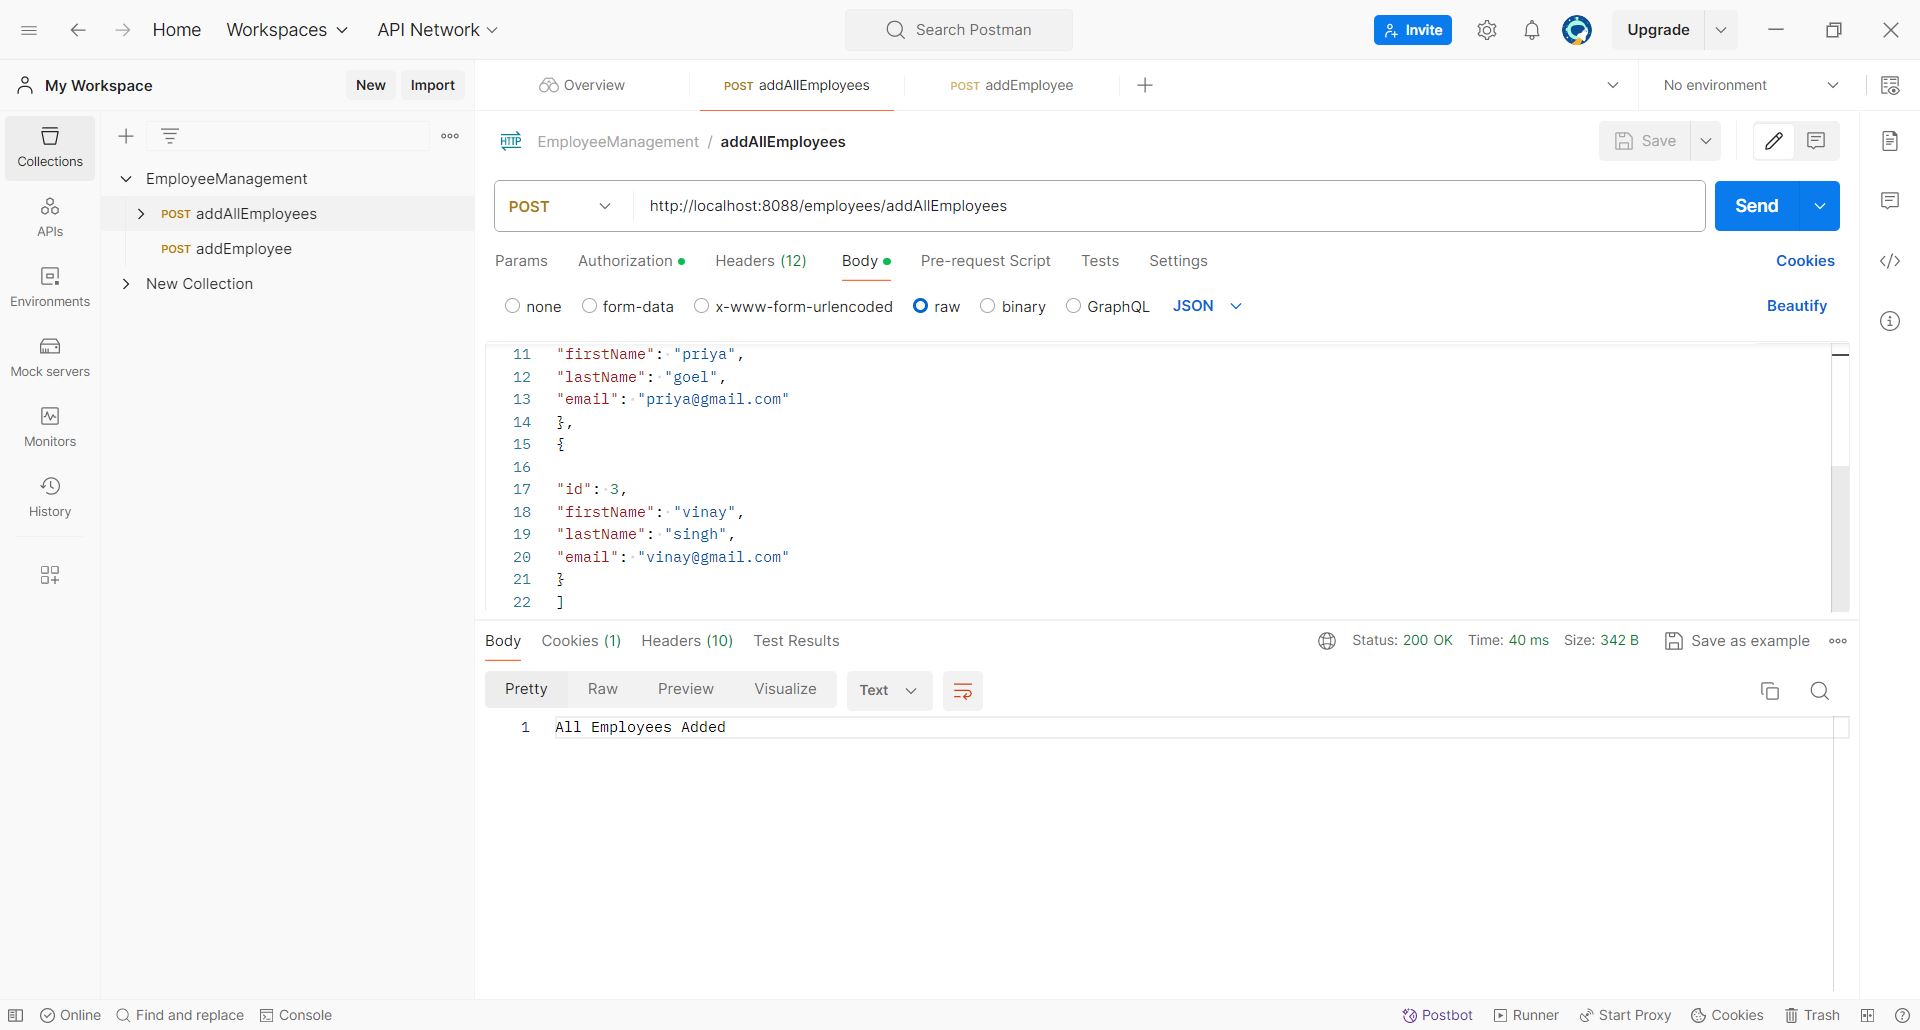 Home Workspaces API Network Search Postman Invite Upgrade
My Workspace New Import Overview POST addAllEmployees POST addEmployee No environment
Collections
APIs
Environments
Mock servers
Monitors
History
EmployeeManagement
POST addAllEmployees
POST addEmployee
New Collection
HTTP EmployeeManagement / addAllEmployees Save
POST http://localhost:8088/employees/addAllEmployees Send
Params Authorization Headers (12) Body Pre-request Script Tests Settings Cookies
none form-data x-www-form-urlencoded raw binary GraphQL JSON Beautify
11 "firstName": "priya",
12 "lastName": "goel",
13 "email": "priya@gmail.com"
14 },
15 {
16
17 "id": 3,
18 "firstName": "vinay",
19 "lastName": "singh",
20 "email": "vinay@gmail.com"
21 }
22 ]
Body Cookies (1) Headers (10) Test Results Status: 200 OK Time: 40 ms Size: 342 B Save as example
Pretty Raw Preview Visualize Text
1 All Employees Added
Online Find and replace Console Postbot Runner Start Proxy Cookies Trash